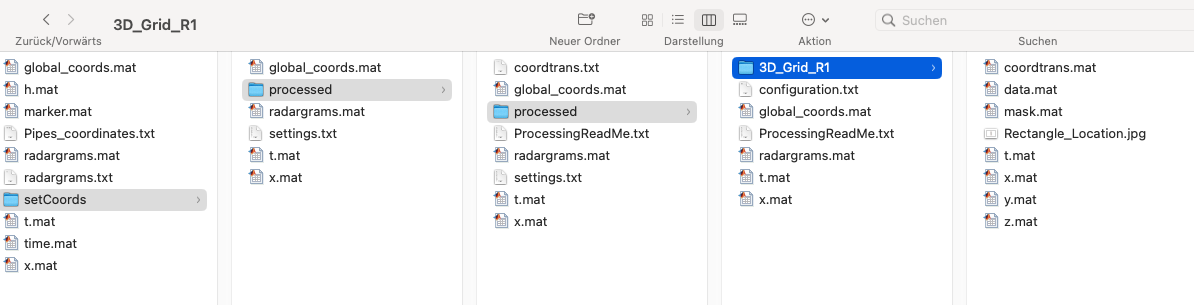 3D_Grid_R1
Zurück/Vorwärts
Neuer Ordner
Darstellung
Aktion
Suchen
Suchen
global_coords.mat
h.mat
marker.mat
Pipes_coordinates.txt
radargrams.mat
radargrams.txt
setCoords
t.mat
time.mat
x.mat
global_coords.mat
processed
radargrams.mat
settings.txt
t.mat
x.mat
coordtrans.txt
global_coords.mat
processed
ProcessingReadMe.txt
radargrams.mat
settings.txt
t.mat
x.mat
3D_Grid_R1
configuration.txt
global_coords.mat
ProcessingReadMe.txt
radargrams.mat
t.mat
x.mat
coordtrans.mat
data.mat
mask.mat
Rectangle_Location.jpg
t.mat
x.mat
y.mat
z.mat